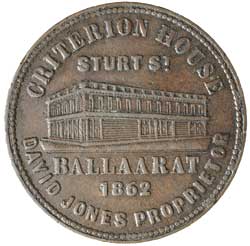 CRITERION HOUSE
STURT ST.
BALLAARAT
1862
DAVID JONES PROPRIETOR